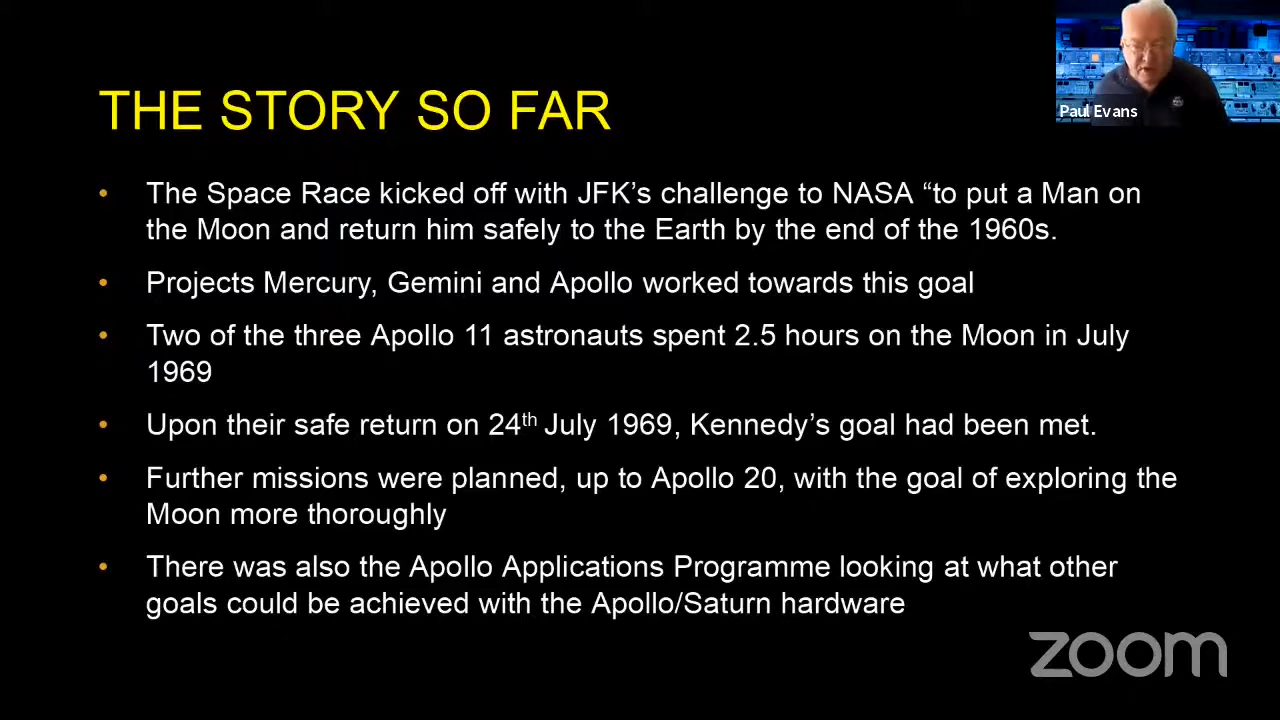 THE STORY SO FAR
Paul Evans
• The Space Race kicked off with JFK’s challenge to NASA “to put a Man on
the Moon and return him safely to the Earth by the end of the 1960s.
• Projects Mercury, Gemini and Apollo worked towards this goal
• Two of the three Apollo 11 astronauts spent 2.5 hours on the Moon in July
1969
• Upon their safe return on 24th July 1969, Kennedy’s goal had been met.
• Further missions were planned, up to Apollo 20, with the goal of exploring the
Moon more thoroughly
• There was also the Apollo Applications Programme looking at what other
goals could be achieved with the Apollo/Saturn hardware
zoom